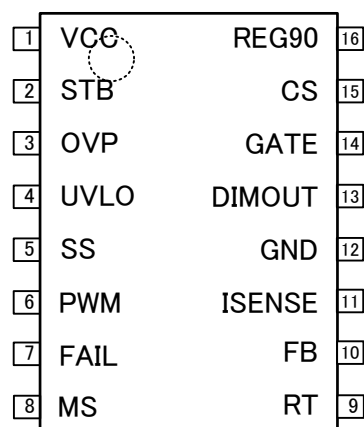 1 VCC REG90 16
2 STB CS 15
3 OVP GATE 14
4 UVLO DIMOUT 13
5 SS GND 12
6 PWM ISENSE 11
7 FAIL FB 10
8 MS RT 9